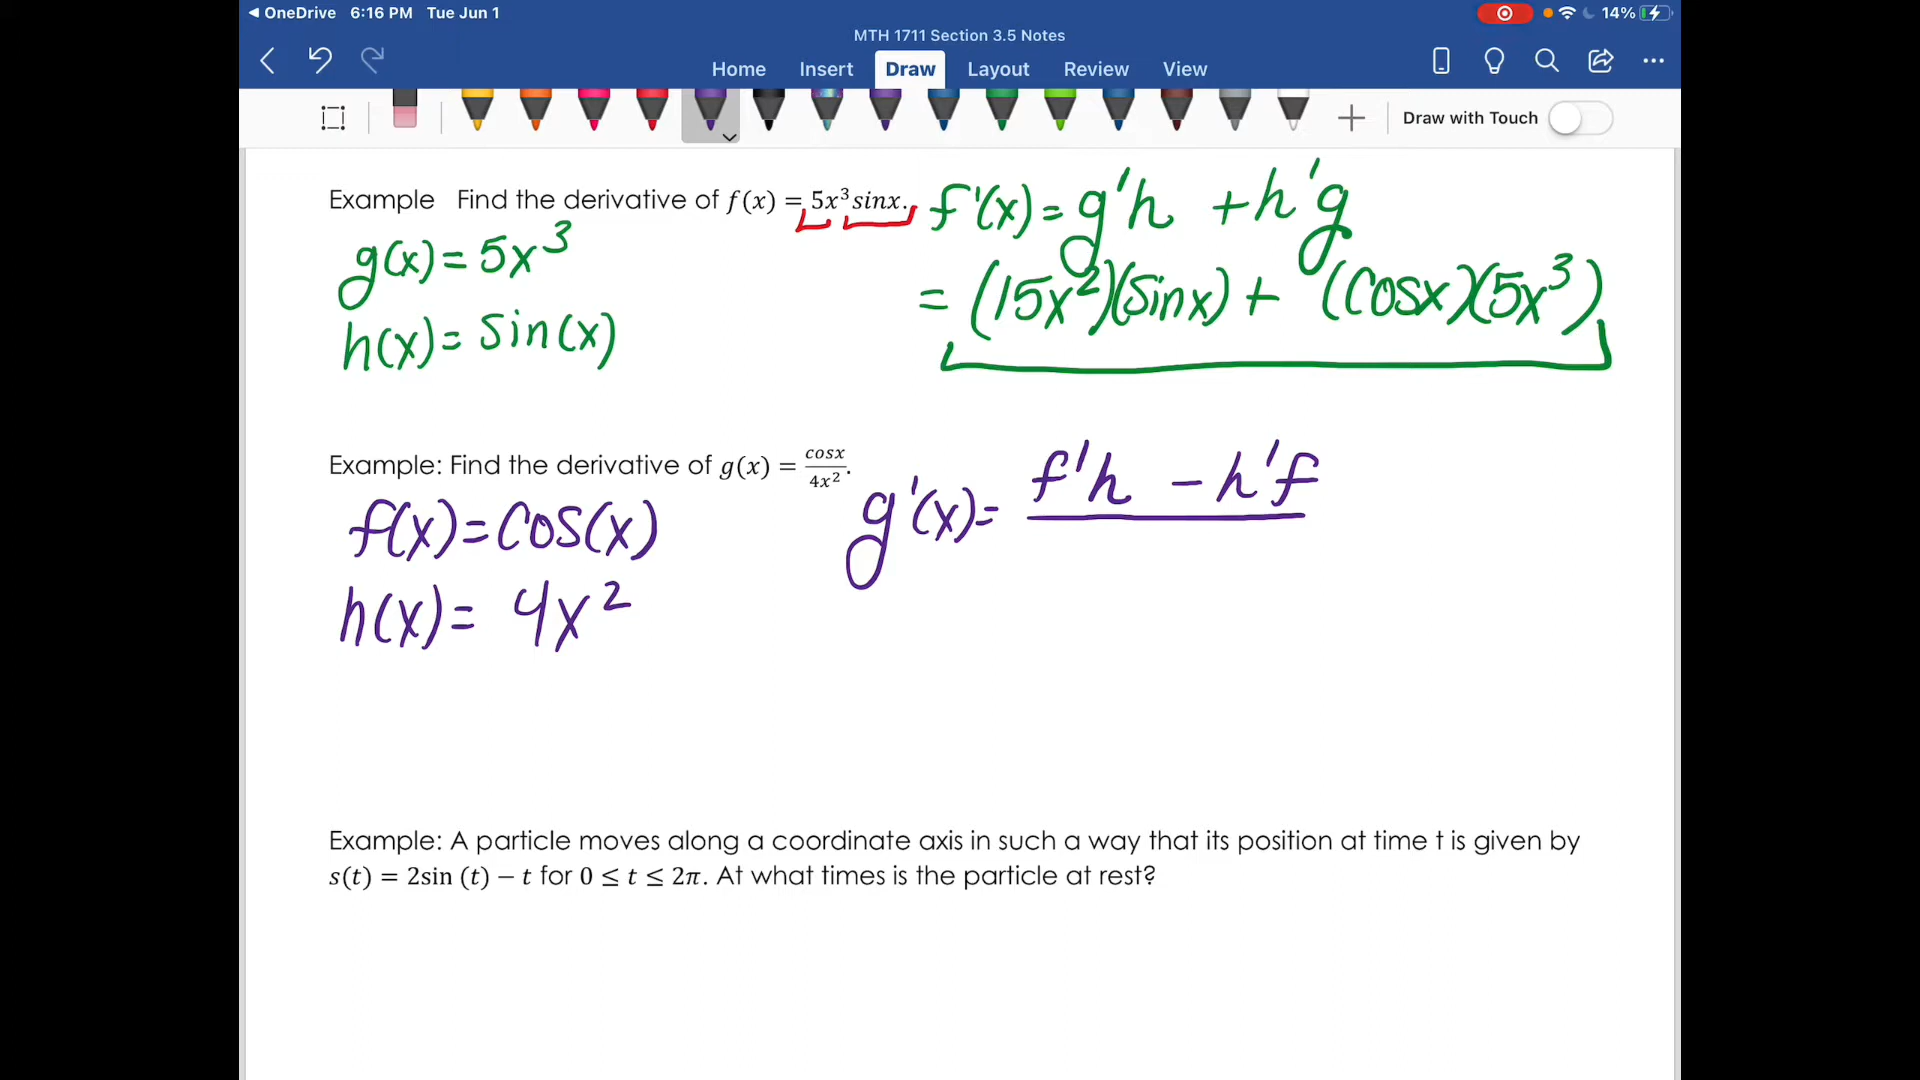 ◀ OneDrive 6:16 PM Tue Jun 1 14%
MTH 1711 Section 3.5 Notes
Home Insert Draw Layout Review View
Draw with Touch
Example Find the derivative of f(x) = 5x³sinx.
f'(x) = g'h + h'g
g(x) = 5x³
= (15x²)(sinx) + (cosx)(5x³)
h(x) = sin(x)
Example: Find the derivative of g(x) = cosx/4x².
g'(x) = f'h - h'f
f(x) = cos(x)
h(x) = 4x²
Example: A particle moves along a coordinate axis in such a way that its position at time t is given by
s(t) = 2sin (t) − t for 0 ≤ t ≤ 2π. At what times is the particle at rest?